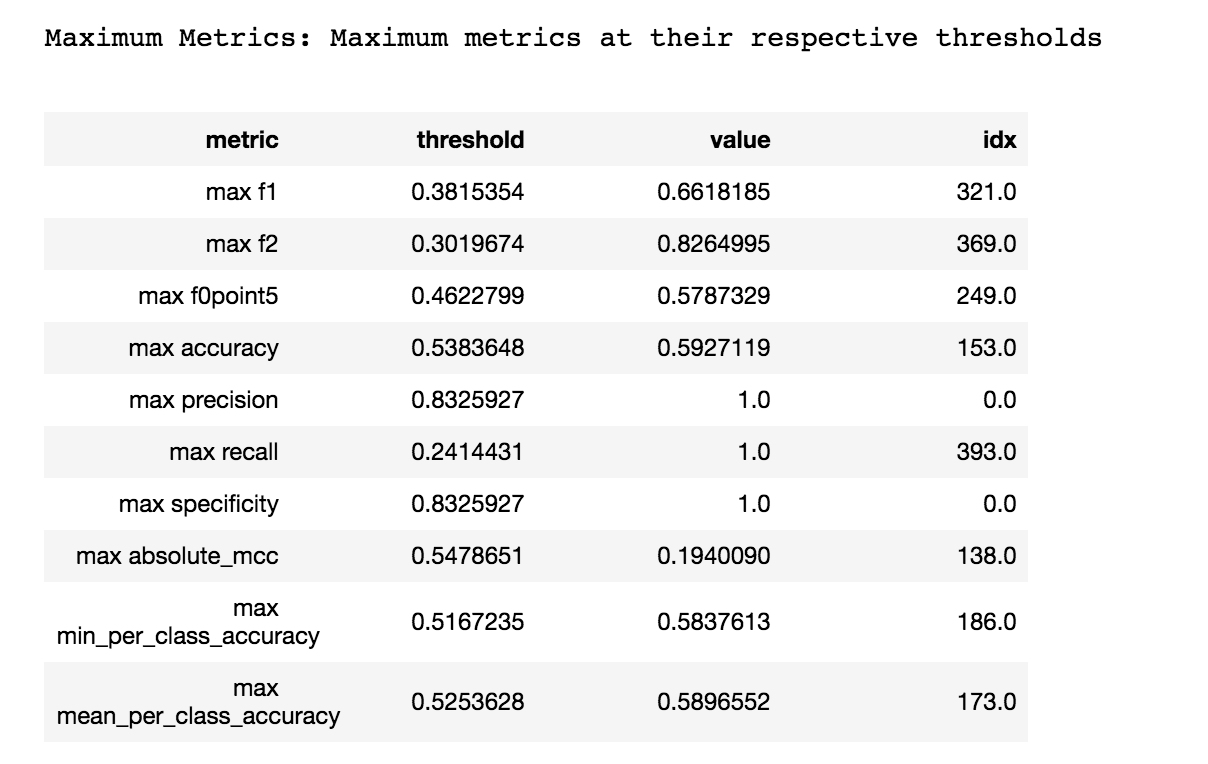 Maximum Metrics: Maximum metrics at their respective thresholds
metric threshold value idx
max f1 0.3815354 0.6618185 321.0
max f2 0.3019674 0.8264995 369.0
max f0point5 0.4622799 0.5787329 249.0
max accuracy 0.5383648 0.5927119 153.0
max precision 0.8325927 1.0 0.0
max recall 0.2414431 1.0 393.0
max specificity 0.8325927 1.0 0.0
max absolute_mcc 0.5478651 0.1940090 138.0
max
min_per_class_accuracy 0.5167235 0.5837613 186.0
max
mean_per_class_accuracy 0.5253628 0.5896552 173.0